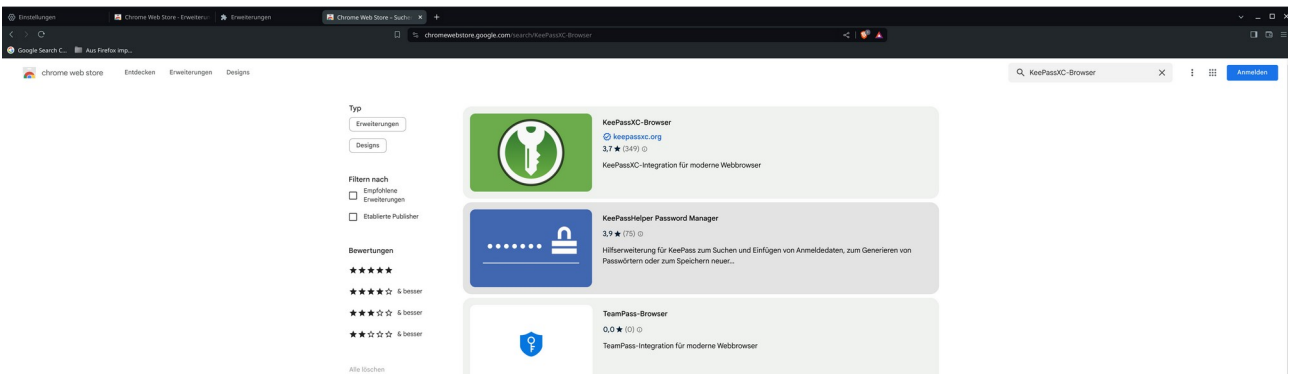 Einstellungen
Chrome Web Store - Erweiterun
Erweiterungen
Chrome Web Store – Suche
chromewebstore.google.com/search/KeePassXC-Browser
Google Search C...
Aus Firefox imp...
chrome web store
Entdecken
Erweiterungen
Designs
KeePassXC-Browser
Anmelden
Typ
Erweiterungen
Designs
Filtern nach
Empfohlene
Erweiterungen
Etablierte Publisher
Bewertungen
& besser
& besser
& besser
Alle löschen
KeePassXC-Browser
keepassxc.org
3,7 ★ (349)
KeePassXC-Integration für moderne Webbrowser
KeePassHelper Password Manager
3,9 ★ (75)
Hilfserweiterung für KeePass zum Suchen und Einfügen von Anmeldedaten, zum Generieren von
Passwörtern oder zum Speichern neuer...
TeamPass-Browser
0,0 ★ (0)
TeamPass-Integration für moderne Webbrowser